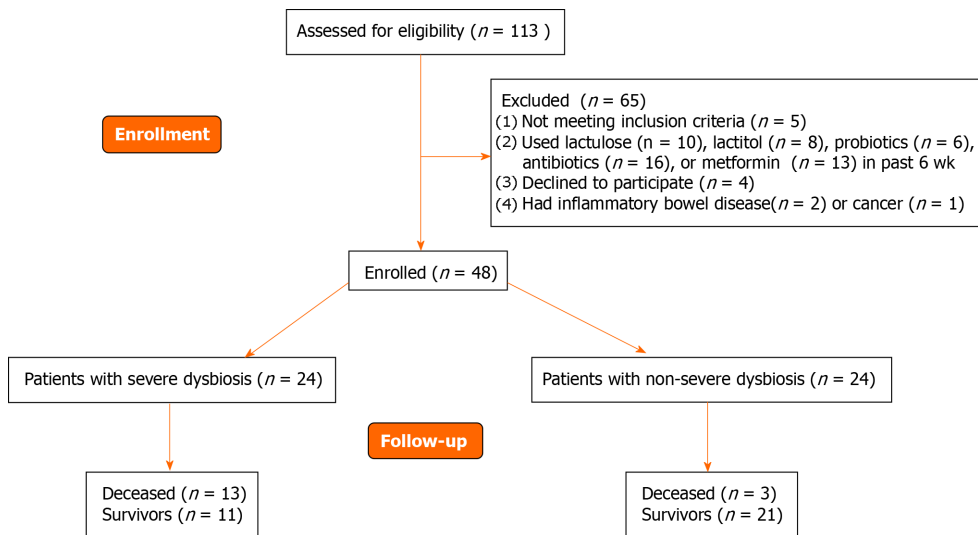 Assessed for eligibility (n = 113 )
Enrollment
Excluded (n = 65)
(1) Not meeting inclusion criteria (n = 5)
(2) Used lactulose (n = 10), lactitol (n = 8), probiotics (n = 6),
antibiotics (n = 16), or metformin (n = 13) in past 6 wk
(3) Declined to participate (n = 4)
(4) Had inflammatory bowel disease(n = 2) or cancer (n = 1)
Enrolled (n = 48)
Patients with severe dysbiosis (n = 24)
Patients with non-severe dysbiosis (n = 24)
Follow-up
Deceased (n = 13)
Survivors (n = 11)
Deceased (n = 3)
Survivors (n = 21)